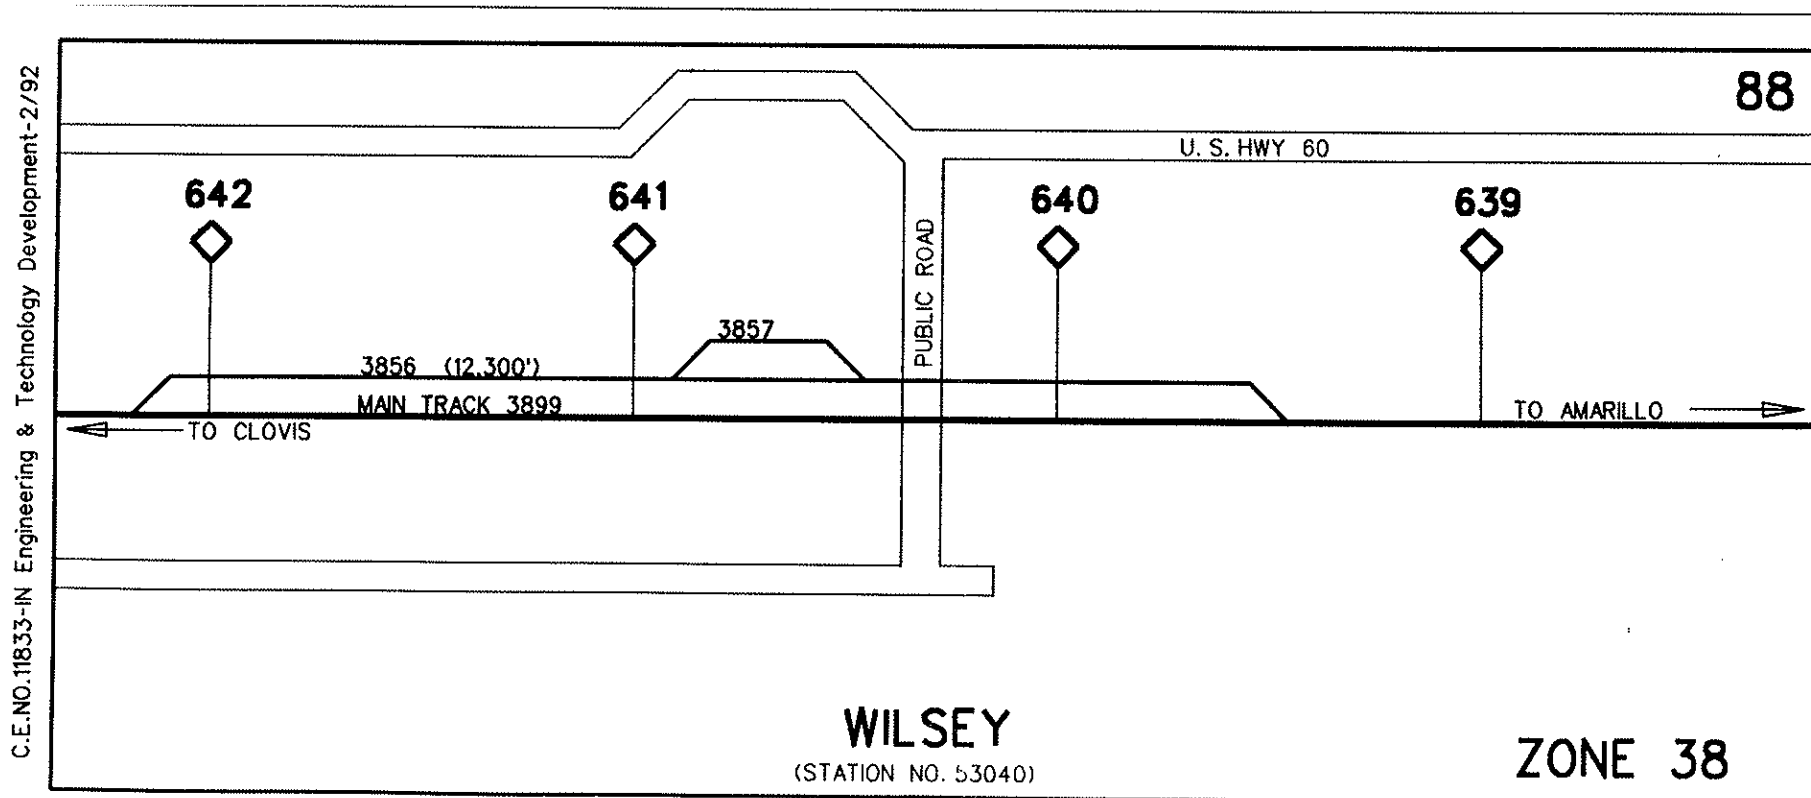 88
U. S. HWY 60
642
641
640
639
PUBLIC ROAD
3857
3856 (12,300')
MAIN TRACK 3899
TO CLOVIS
TO AMARILLO
C.E.NO.11833-IN Engineering & Technology Development-2/92
WILSEY
(STATION NO. 53040)
ZONE 38